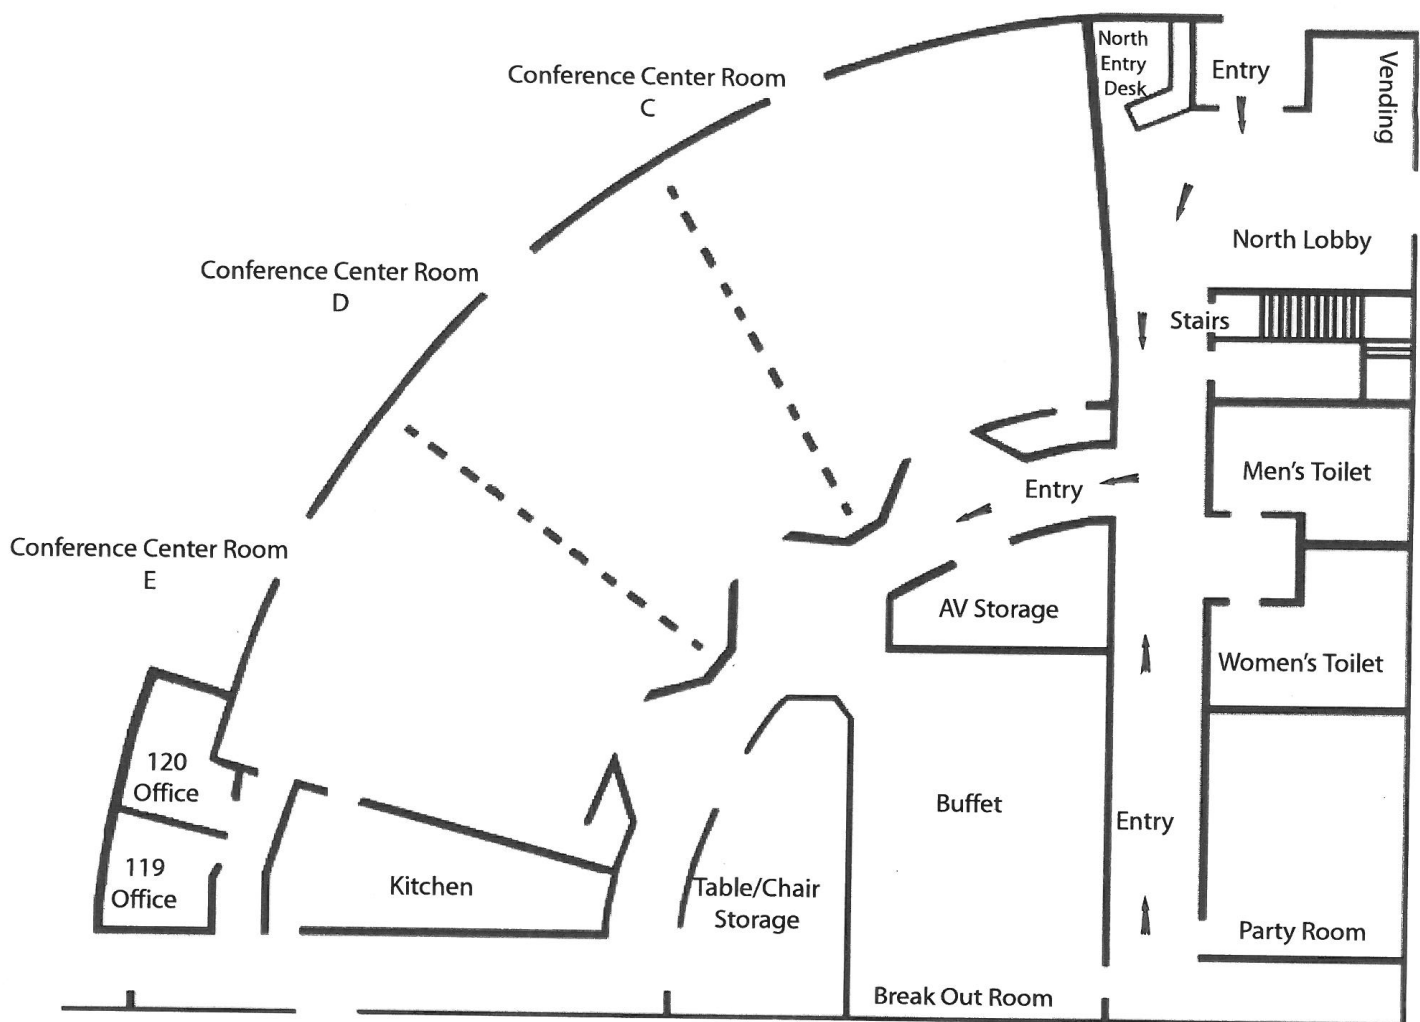 North
Entry
Desk
Entry
Vending
Conference Center Room
C
North Lobby
Conference Center Room
D
Stairs
Men's Toilet
Entry
Conference Center Room
E
AV Storage
Women's Toilet
120
Office
Buffet
Entry
119
Office
Kitchen
Table/Chair
Storage
Party Room
Break Out Room